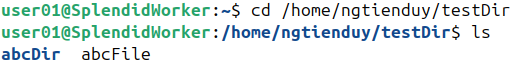 user01@SplendidWorker:~$ cd /home/ngtienduy/testDir
user01@SplendidWorker:/home/ngtienduy/testDir$ ls
abcDir  abcFile